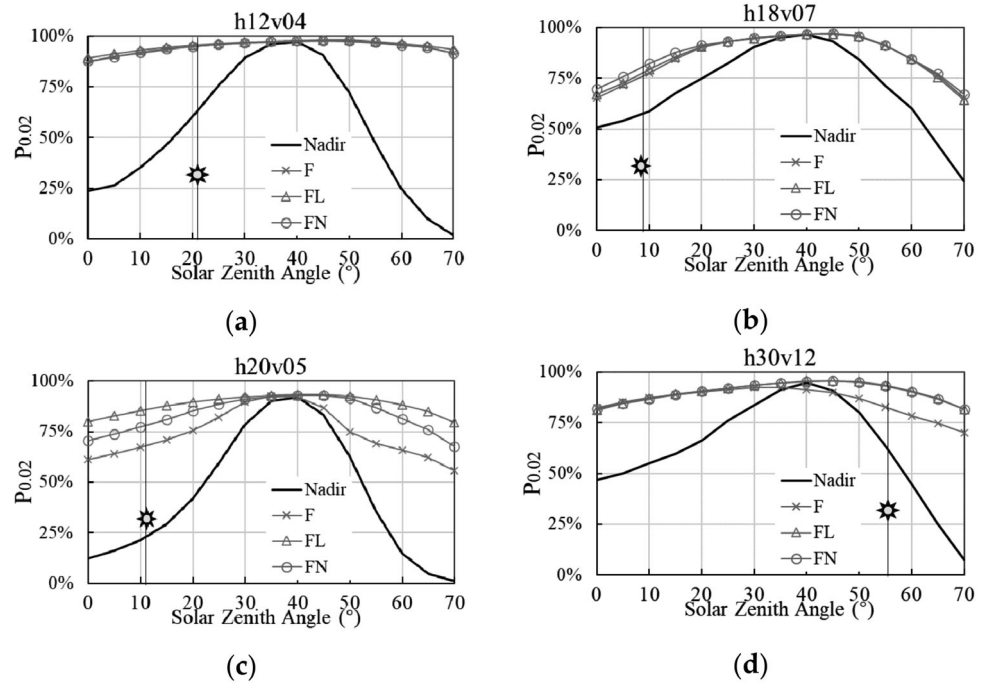 h12v04
100%
75%
50%
25%
0%
P0.02
Nadir
F
FL
FN
0 10 20 30 40 50 60 70
Solar Zenith Angle (°)
(a)
h18v07
100%
75%
50%
25%
0%
P0.02
Nadir
F
FL
FN
0 10 20 30 40 50 60 70
Solar Zenith Angle (°)
(b)
h20v05
100%
75%
50%
25%
0%
P0.02
Nadir
F
FL
FN
0 10 20 30 40 50 60 70
Solar Zenith Angle (°)
(c)
h30v12
100%
75%
50%
25%
0%
P0.02
Nadir
F
FL
FN
0 10 20 30 40 50 60 70
Solar Zenith Angle (°)
(d)